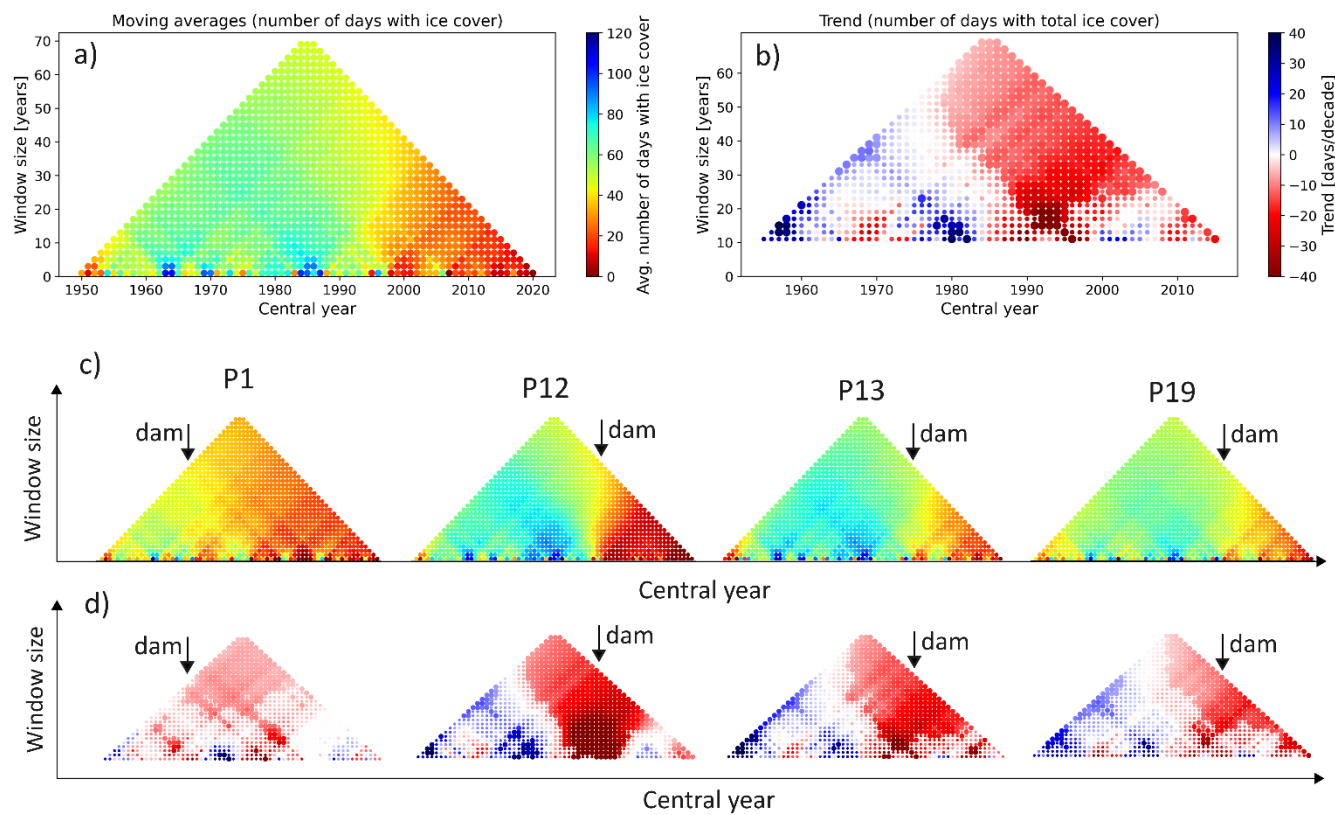 Moving averages (number of days with ice cover)
a)
70
60
50
40
30
20
10
0
Window size [years]
1950 1960 1970 1980 1990 2000 2010 2020
Central year
120
100
80
60
40
20
0
Avg. number of days with ice cover
Trend (number of days with total ice cover)
b)
60
50
40
30
20
10
0
Window size [years]
1960 1970 1980 1990 2000 2010
Central year
40
30
20
10
0
−10
−20
−30
−40
Trend [days/decade]
c)
P1 P12 P13 P19
dam dam dam dam
Window size
Central year
d)
dam dam dam dam
Window size
Central year